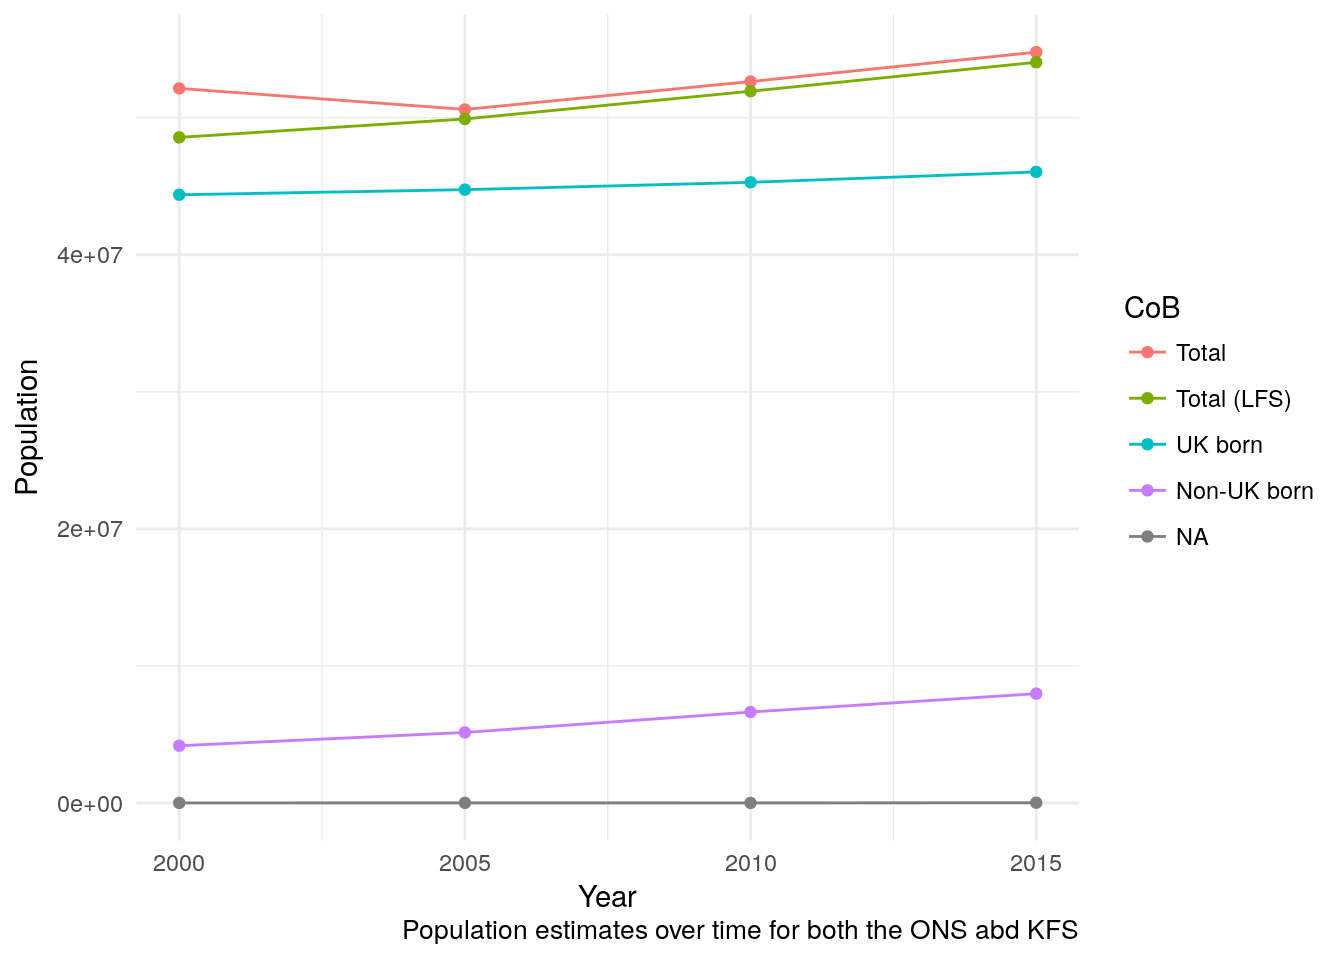 Population
4e+07
2e+07
0e+00
2000 2005 2010 2015
Year
Population estimates over time for both the ONS abd KFS
CoB
Total
Total (LFS)
UK born
Non-UK born
NA